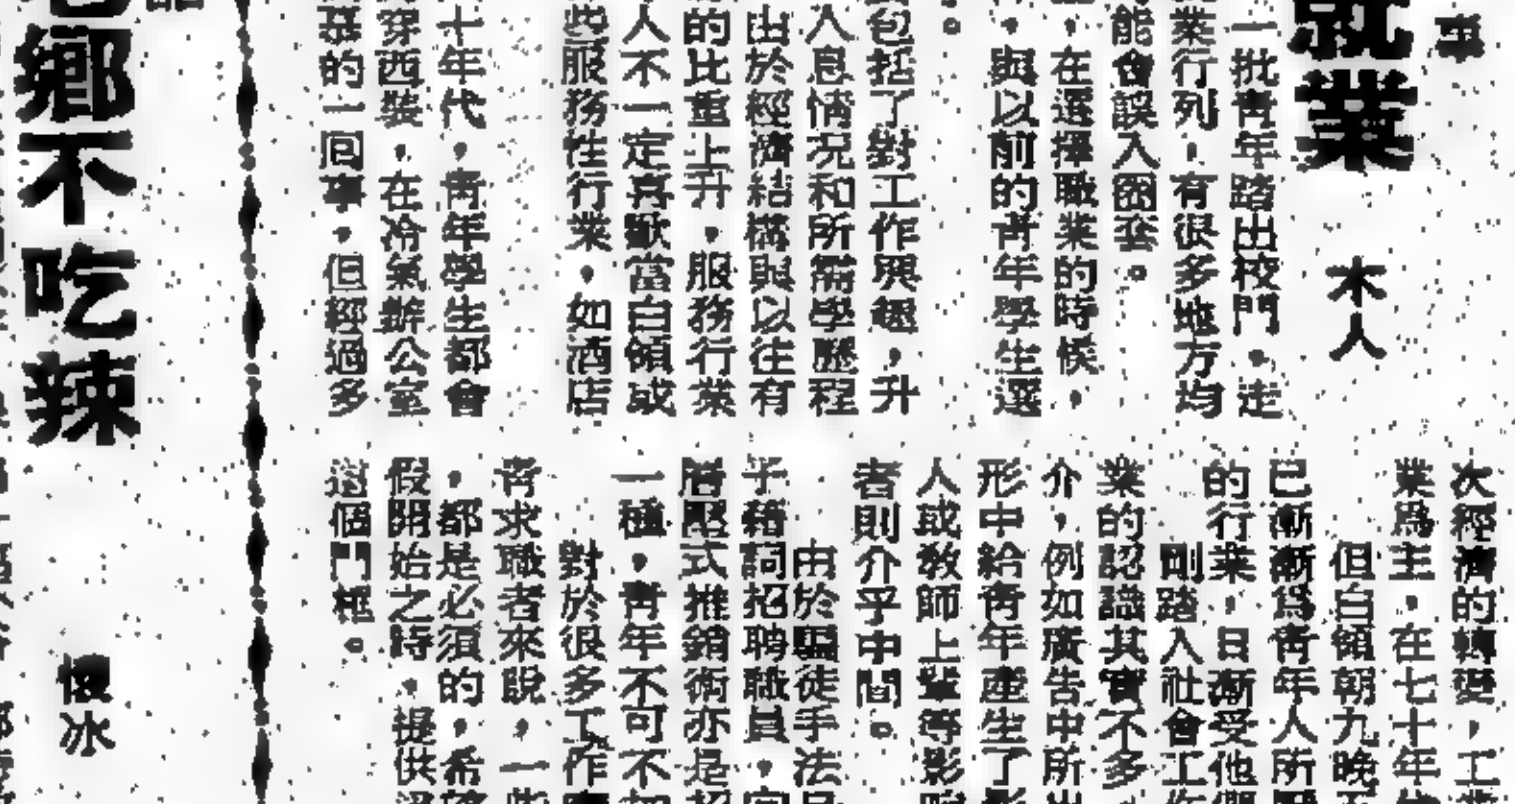 就業
木人
一批青年踏出校門，走
業行列，有很多地方均
能會誤入圈套。
，在選擇職業的時候，
，與以前的青年學生選
。
包括了對工作興趣，升
入息情況和所需學歷程
出於經濟結構與以往有
的比重上升，服務行業
人不一定喜歡當白領或
些服務性行業，如酒店
十年代，青年學生都會
穿西裝，在冷氣辦公室
慕的一回事，但經過多
次經濟的轉變，工
業為主，在七十年
但白領朝九晚
已漸漸為青年人所
的行業，日漸受他們
剛踏入社會工作
業的認識其實不多
介，例如廣告中所
形中給青年產生了
人或教師上輩等影
者則介乎中間。
由於騙徒手法
乎藉詞招聘職員，
層壓式推銷術亦是
一種，青年不可不
對於很多工作
青求職者來說，一些
，都是必須的，希
假開始之時，提供
這個門框。
鄉不吃辣
懷冰